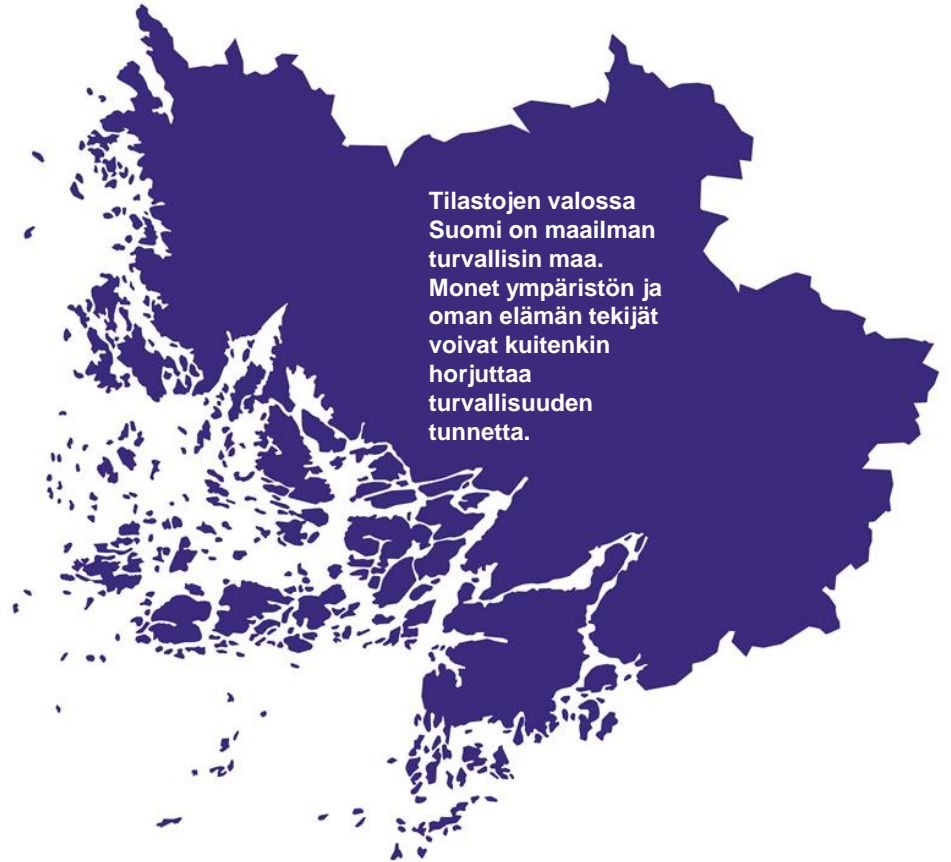 Tilastojen valossa
Suomi on maailman
turvallisin maa.
Monet ympäristön ja
oman elämän tekijät
voivat kuitenkin
horjuttaa
turvallisuuden
tunnetta.